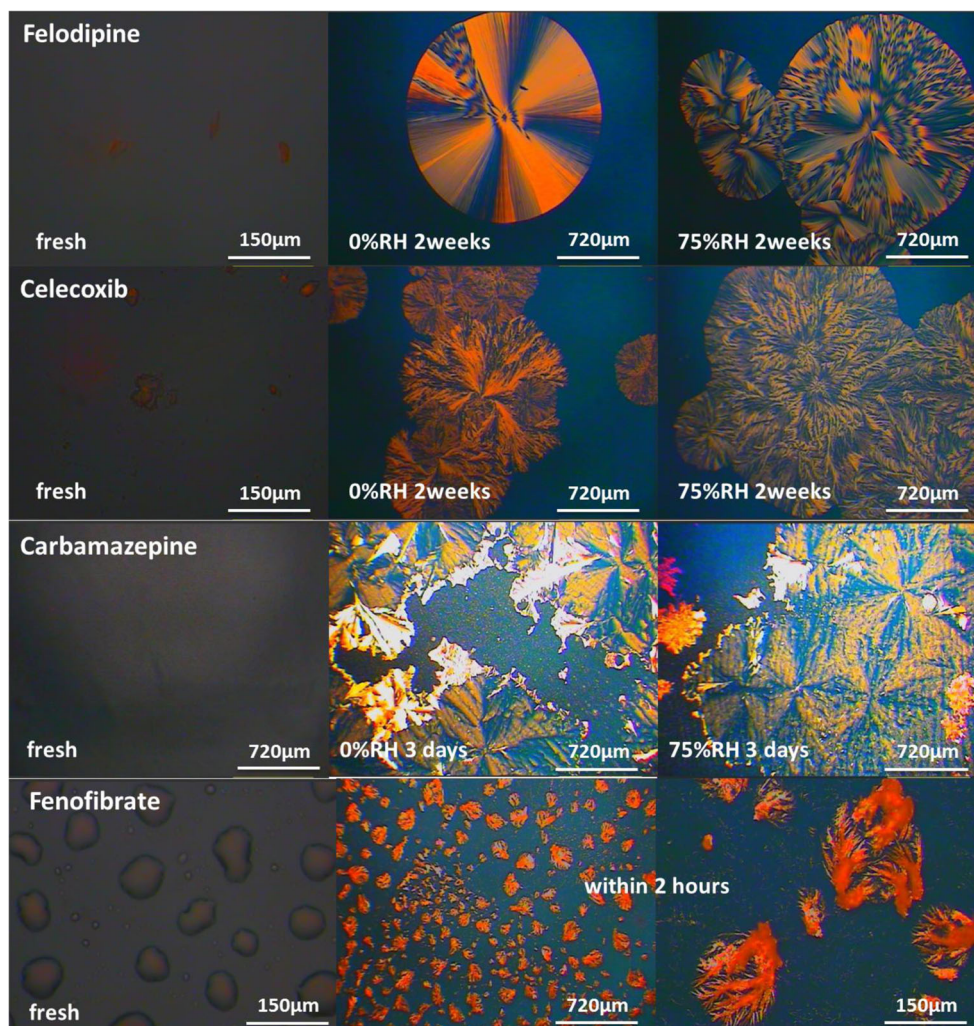 Felodipine
fresh
150µm
0%RH 2weeks
720µm
75%RH 2weeks
720µm
Celecoxib
fresh
150µm
0%RH 2weeks
720µm
75%RH 2weeks
720µm
Carbamazepine
fresh
720µm
0%RH 3 days
720µm
75%RH 3 days
720µm
Fenofibrate
fresh
150µm
within 2 hours
720µm
150µm